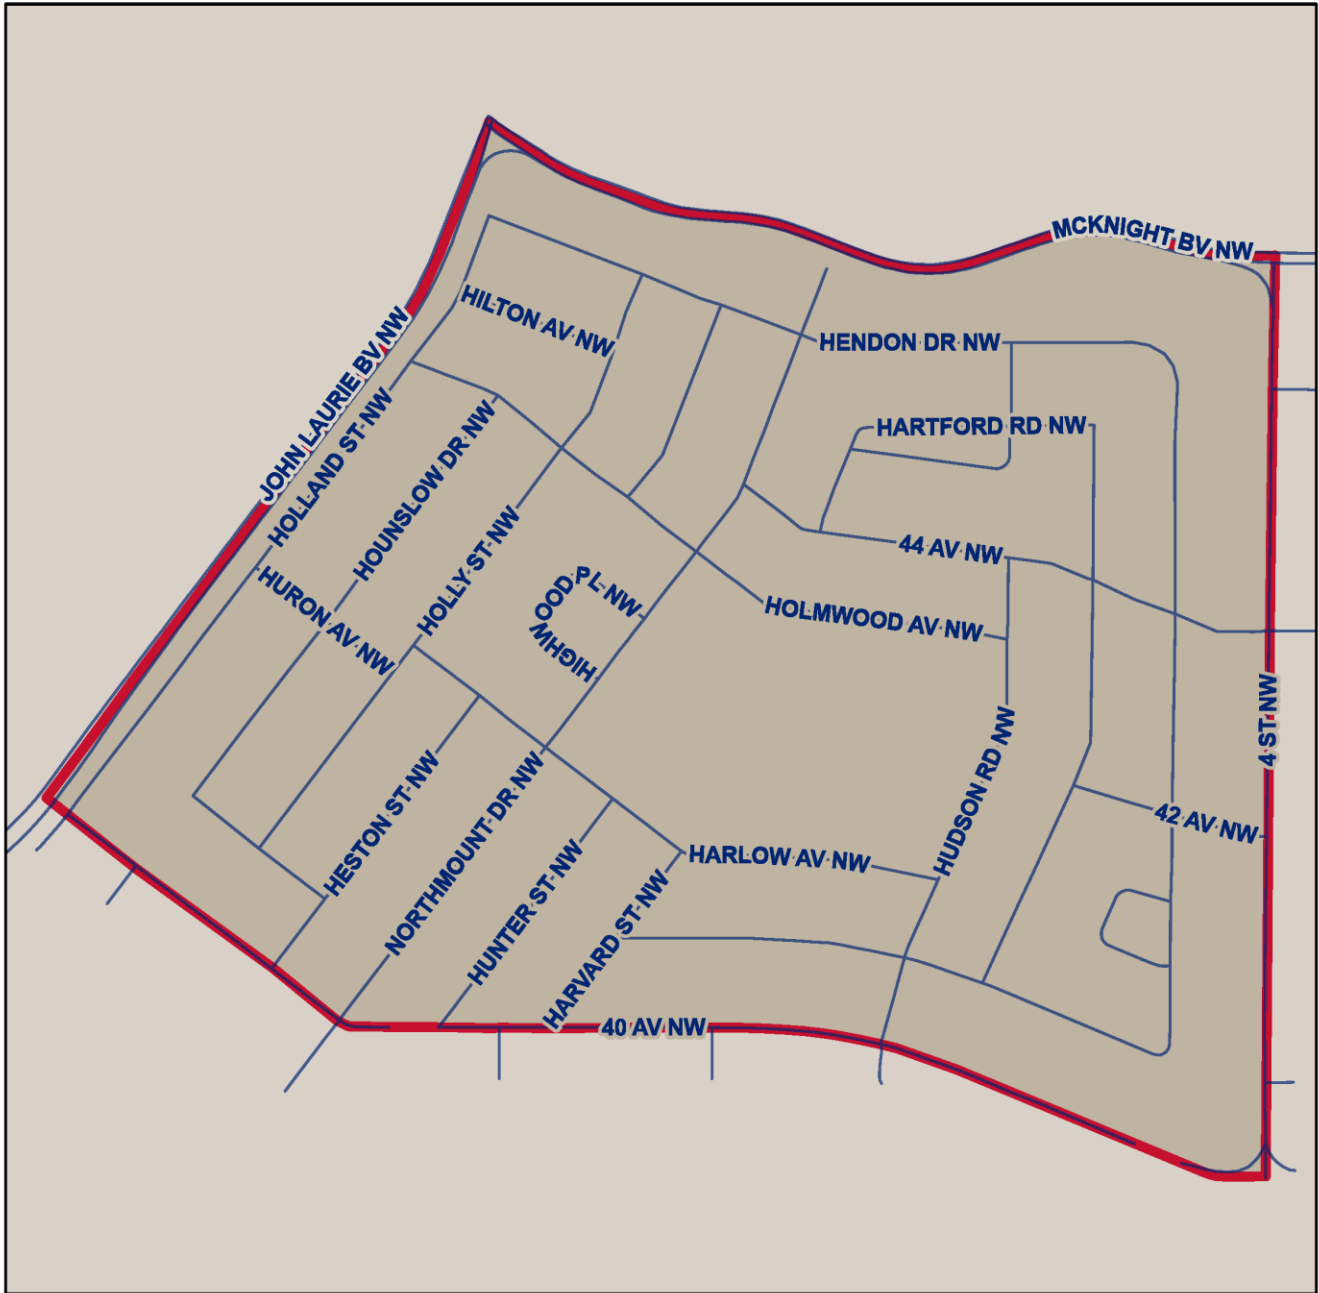 MCKNIGHT BV NW
HILTON AV NW
HENDON DR NW
JOHN LAURIE BV NW
HOLLAND ST NW
HOUNSLOW DR NW
HARTFORD RD NW
HOLLY ST NW
44 AV NW
HURON AV NW
HIGHWOOD PL NW
HOLMWOOD AV NW
4 ST NW
HUDSON RD NW
HESTON ST NW
NORTHMOUNT DR NW
42 AV NW
HUNTER ST NW
HARLOW AV NW
HARVARD ST NW
40 AV NW